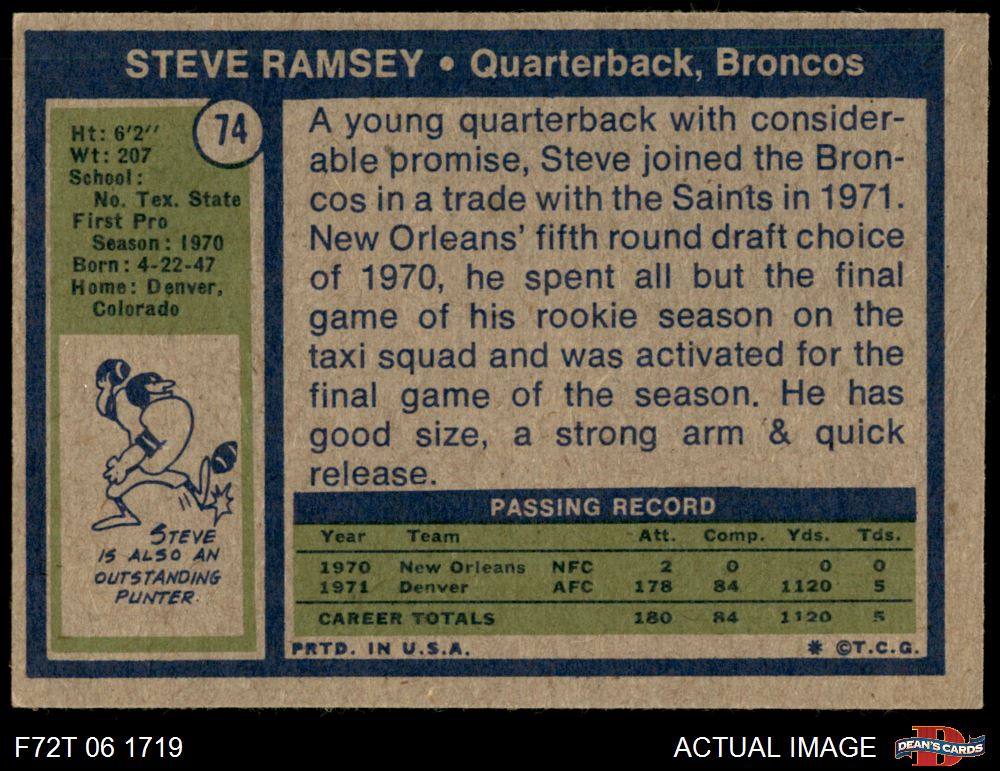 STEVE RAMSEY • Quarterback, Broncos
74
Ht: 6'2''
Wt: 207
School:
No. Tex. State
First Pro
Season: 1970
Born: 4-22-47
Home: Denver,
Colorado
STEVE
IS ALSO AN
OUTSTANDING
PUNTER.
A young quarterback with consider-
able promise, Steve joined the Bron-
cos in a trade with the Saints in 1971.
New Orleans' fifth round draft choice
of 1970, he spent all but the final
game of his rookie season on the
taxi squad and was activated for the
final game of the season. He has
good size, a strong arm & quick
release.
PASSING RECORD
Year Team Att. Comp. Yds. Tds.
1970 New Orleans NFC 2 0 0 0
1971 Denver AFC 178 84 1120 5
CAREER TOTALS 180 84 1120 5
PRTD. IN U.S.A. * ©T.C.G.
F72T 06 1719 ACTUAL IMAGE
D
DEAN'S CARDS